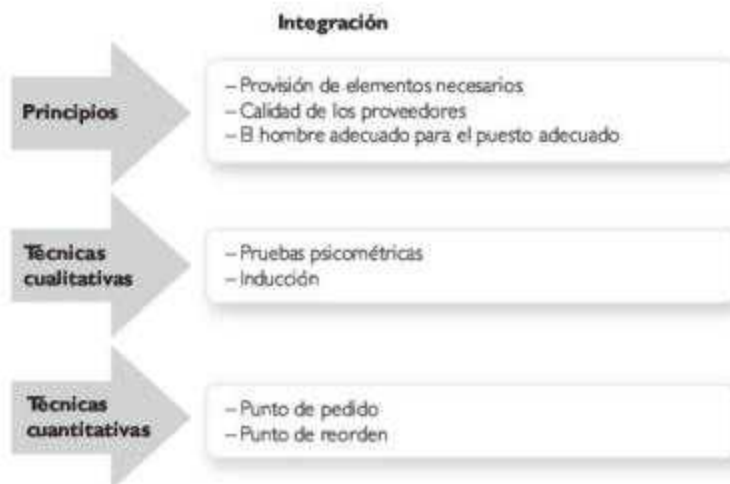 Integración
Principios
– Provisión de elementos necesarios
– Calidad de los proveedores
– El hombre adecuado para el puesto adecuado
Técnicas
cualitativas
– Pruebas psicométricas
– Inducción
Técnicas
cuantitativas
– Punto de pedido
– Punto de reorden